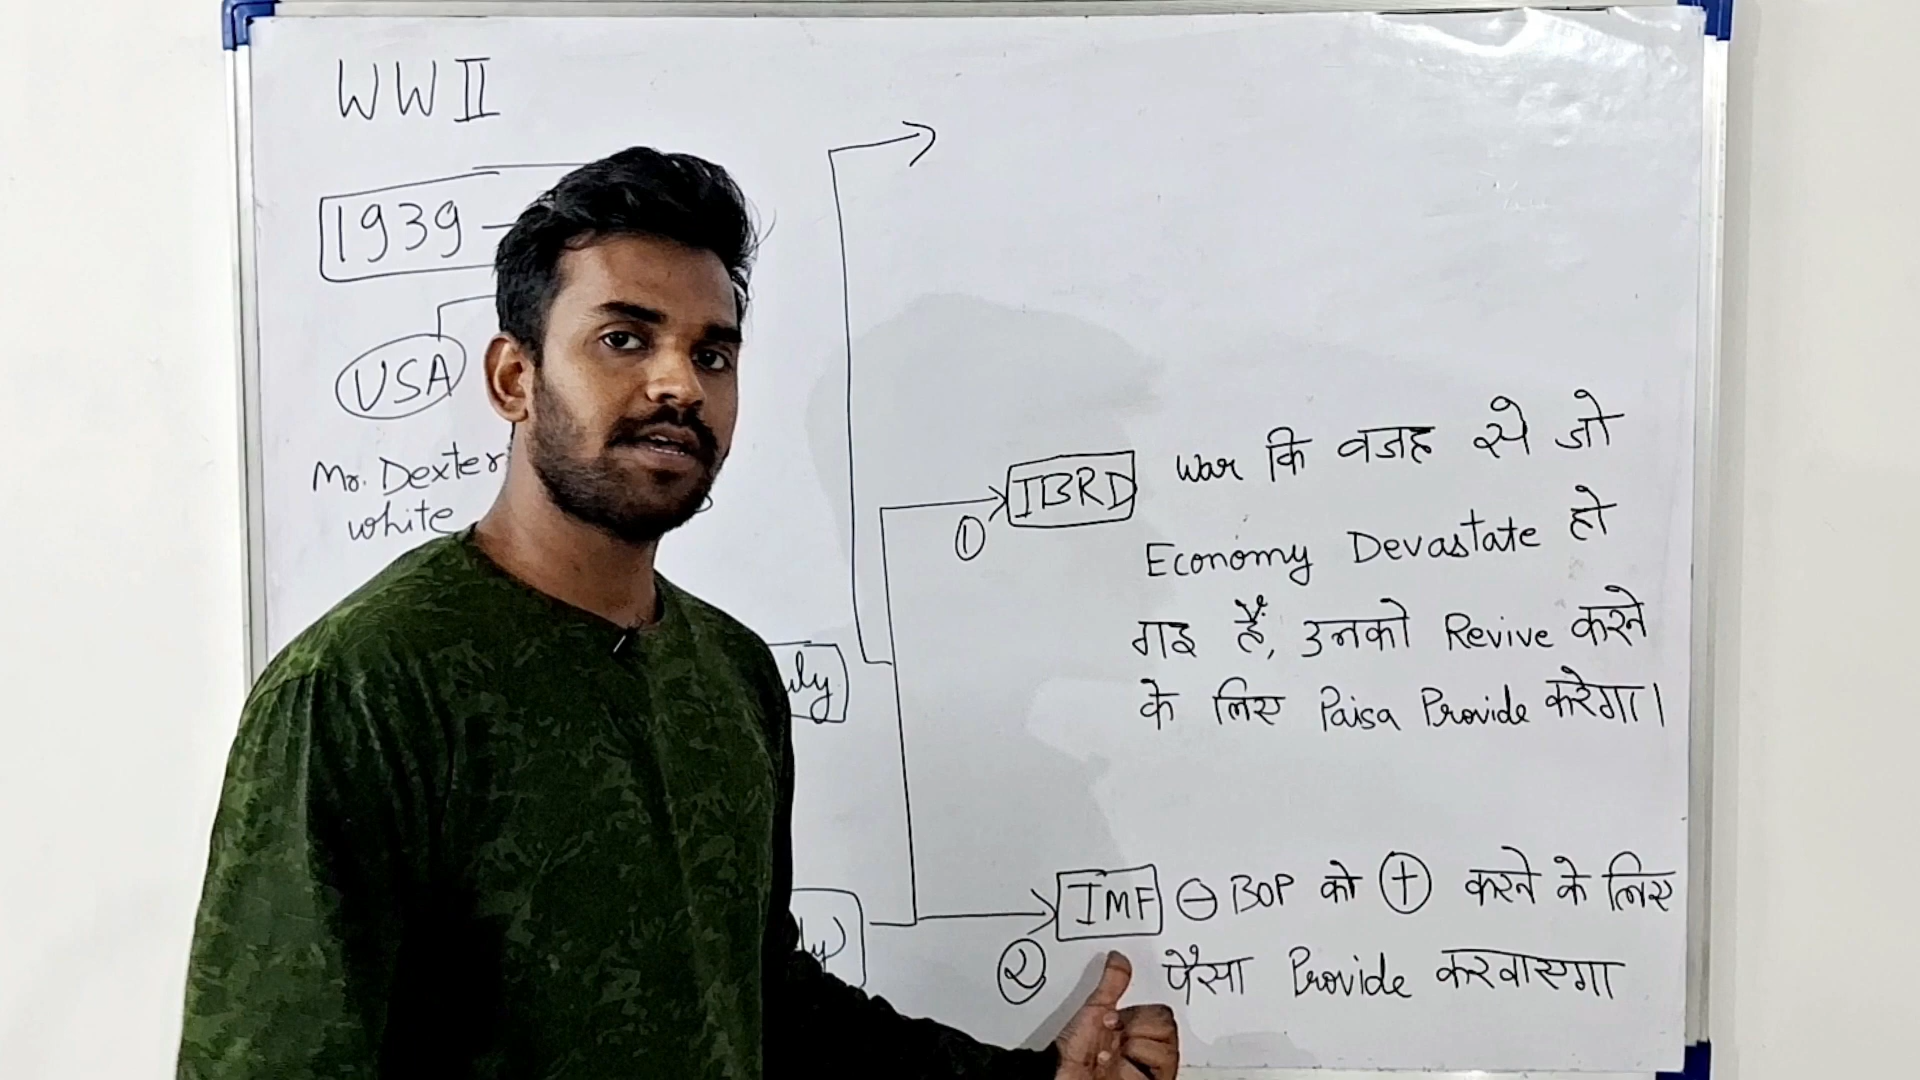 WW II
1939 -
USA
Mr. Dexter
white
① IBRD War कि वजह से जो
Economy Devastate हो
गइ हैं, उनको Revive करने
के लिए Paisa Provide करेगा।
② IMF ⊖ BOP को ⊕ करने के लिए
पैसा Provide करवाएगा